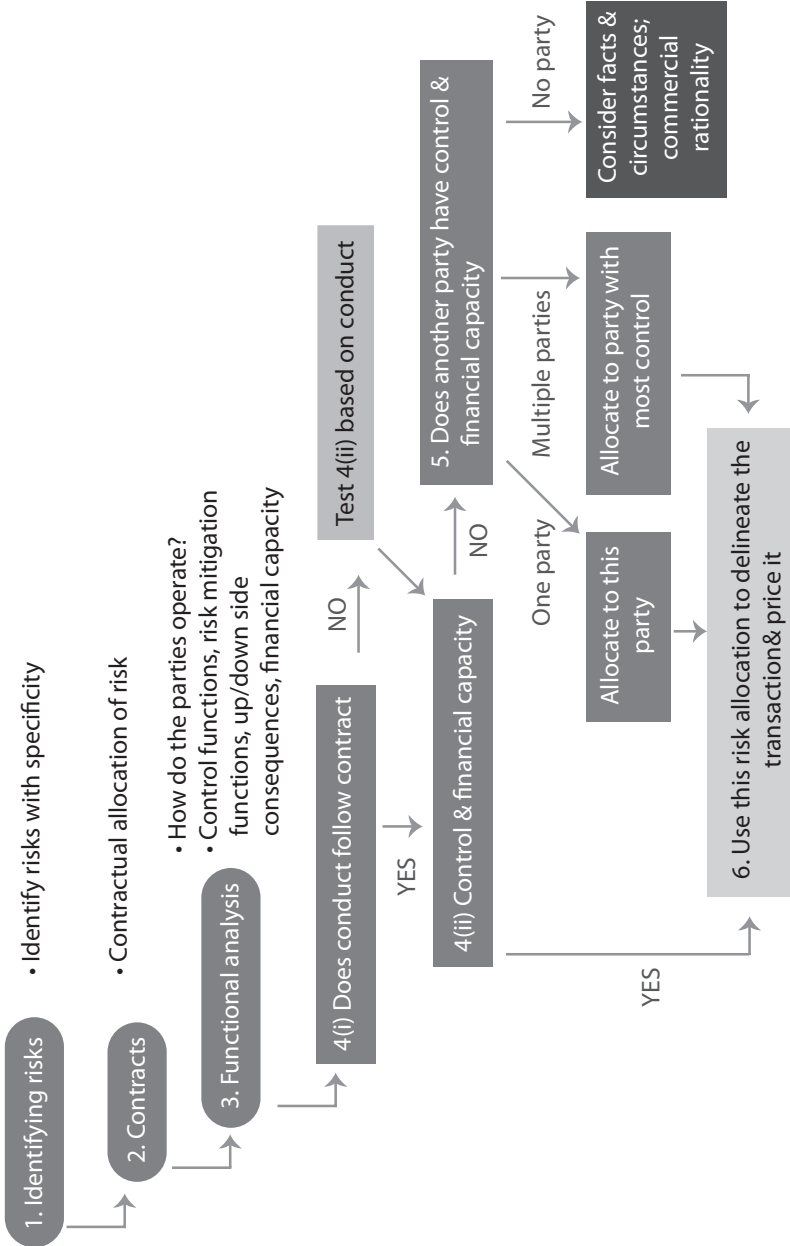 1. Identifying risks
• Identify risks with specificity
2. Contracts
• Contractual allocation of risk
3. Functional analysis
• How do the parties operate?
• Control functions, risk mitigation
functions, up/down side
consequences, financial capacity
4(i) Does conduct follow contract
NO
Test 4(ii) based on conduct
YES
4(ii) Control & financial capacity
NO
5. Does another party have control &
financial capacity
YES
One party
Multiple parties
No party
Allocate to this
party
Allocate to party with
most control
Consider facts &
circumstances;
commercial
rationality
6. Use this risk allocation to delineate the
transaction& price it